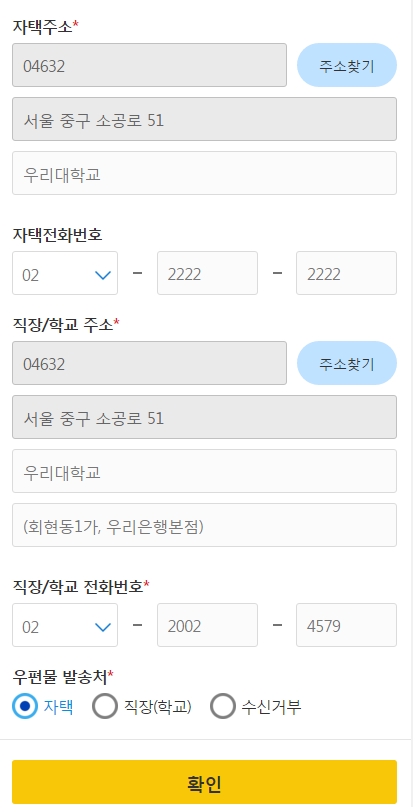 자택주소*
04632 주소찾기
서울 중구 소공로 51
우리대학교
자택전화번호
02 - 2222 - 2222
직장/학교 주소*
04632 주소찾기
서울 중구 소공로 51
우리대학교
(회현동1가, 우리은행본점)
직장/학교 전화번호*
02 - 2002 - 4579
우편물 발송처*
자택 직장(학교) 수신거부
확인